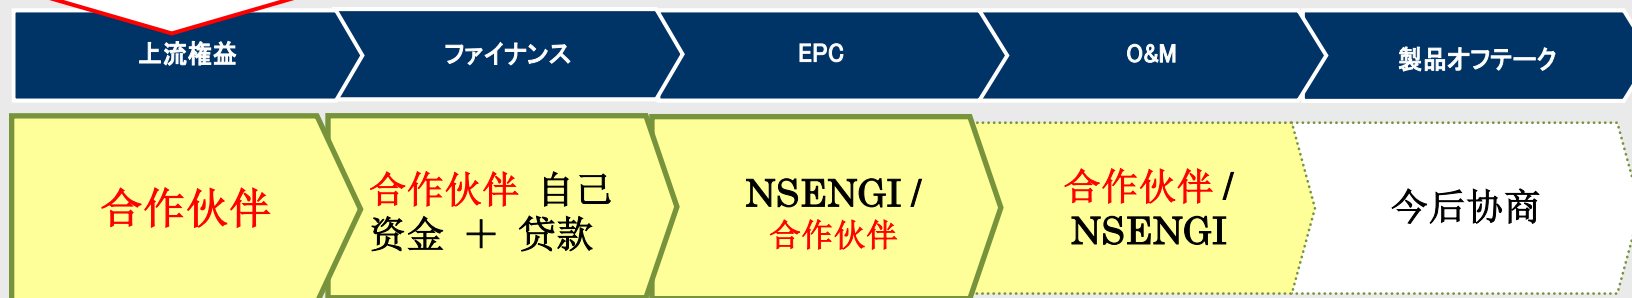 上流権益
ファイナンス
EPC
O&M
製品オフテーク
合作伙伴
合作伙伴 自己
资金 ＋ 贷款
NSENGI /
合作伙伴
合作伙伴 /
NSENGI
今后协商